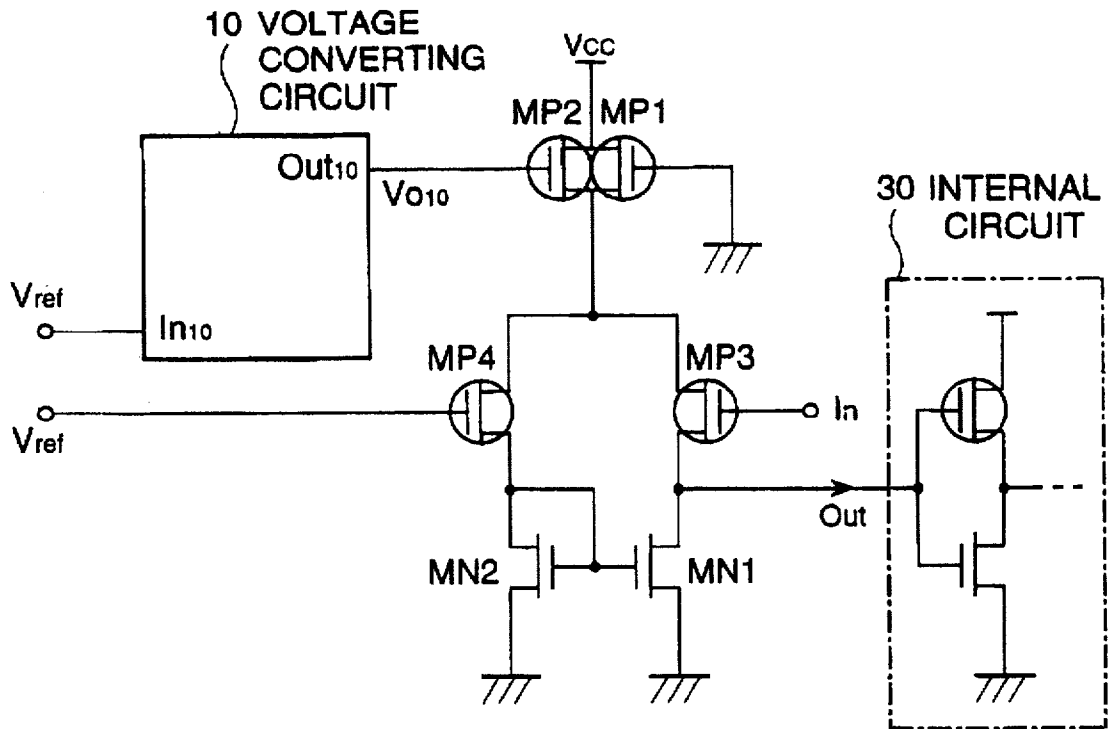 10 VOLTAGE
CONVERTING
CIRCUIT
Vcc
MP2 MP1
Out10
Vo10
30 INTERNAL
CIRCUIT
Vref
In10
MP4
MP3
In
Vref
Out
MN2
MN1